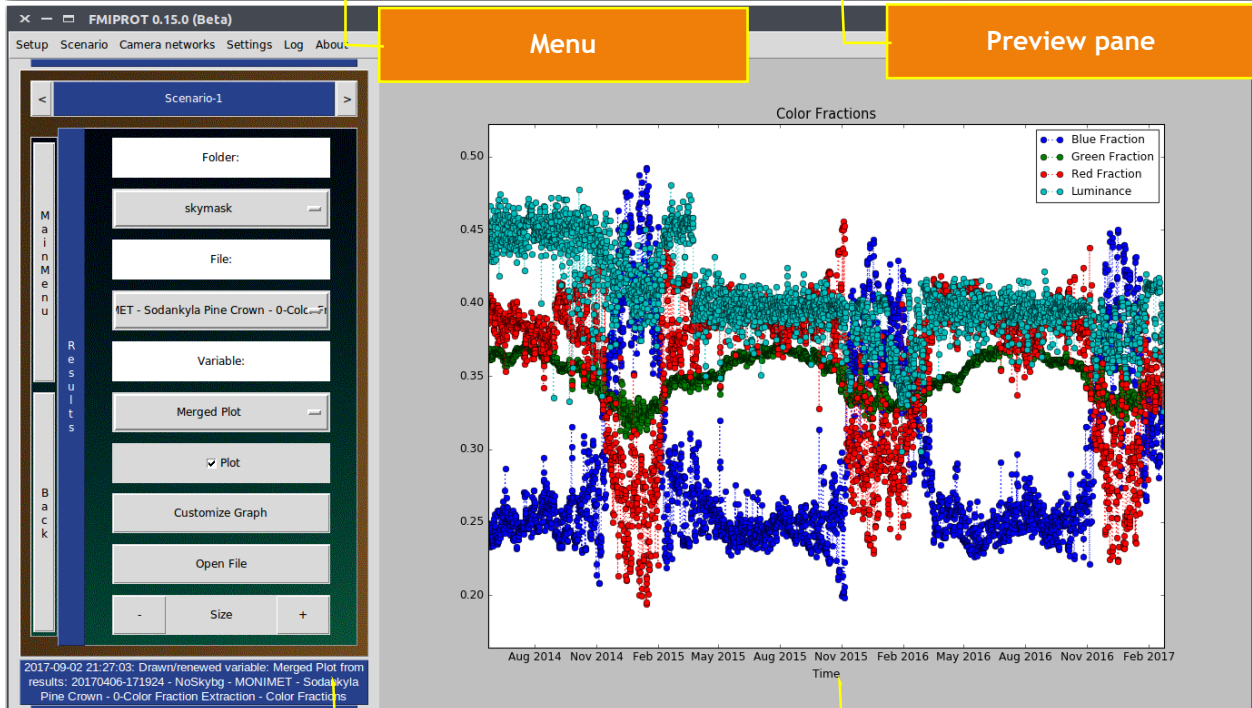 FMIPROT 0.15.0 (Beta)
Setup Scenario Camera networks Settings Log About
Menu
Preview pane
< Scenario-1 >
Main Menu
Back
Results
Folder:
skymask
File:
MET - Sodankyla Pine Crown - 0-Colc
Variable:
Merged Plot
Plot
Customize Graph
Open File
- Size +
2017-09-02 21:27:03: Drawn/renewed variable: Merged Plot from
results: 20170406-171924 - NoSkybg - MONIMET - Sodankyla
Pine Crown - 0-Color Fraction Extraction - Color Fractions
Color Fractions
Blue Fraction
Green Fraction
Red Fraction
Luminance
0.50
0.45
0.40
0.35
0.30
0.25
0.20
Aug 2014 Nov 2014 Feb 2015 May 2015 Aug 2015 Nov 2015 Feb 2016 May 2016 Aug 2016 Nov 2016 Feb 2017
Time